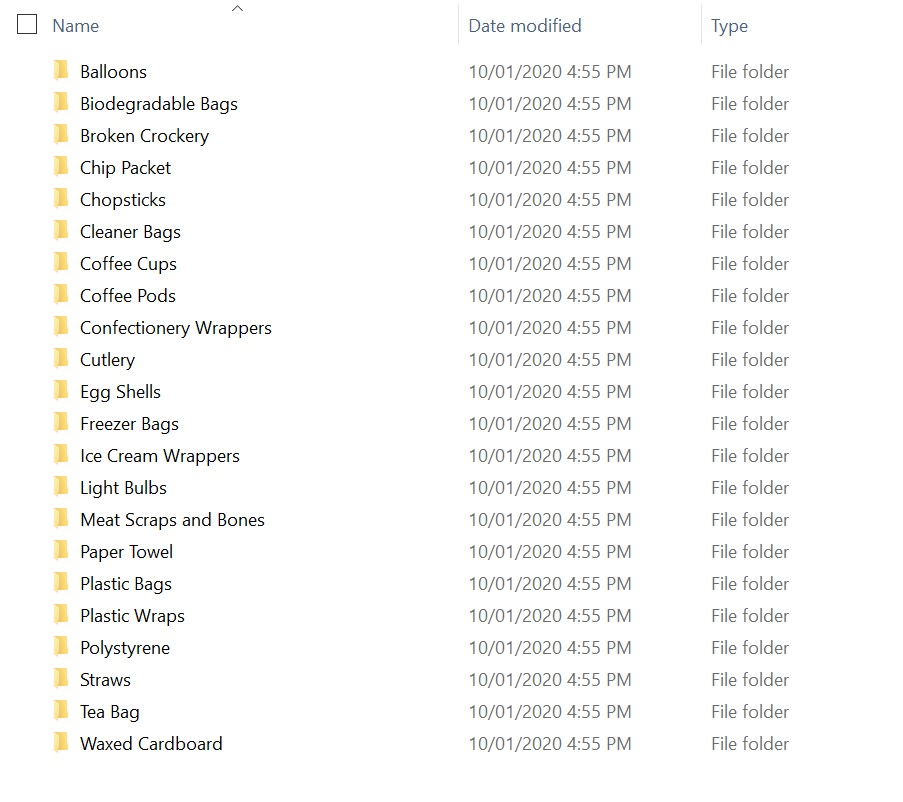 Name Date modified Type
Balloons 10/01/2020 4:55 PM File folder
Biodegradable Bags 10/01/2020 4:55 PM File folder
Broken Crockery 10/01/2020 4:55 PM File folder
Chip Packet 10/01/2020 4:55 PM File folder
Chopsticks 10/01/2020 4:55 PM File folder
Cleaner Bags 10/01/2020 4:55 PM File folder
Coffee Cups 10/01/2020 4:55 PM File folder
Coffee Pods 10/01/2020 4:55 PM File folder
Confectionery Wrappers 10/01/2020 4:55 PM File folder
Cutlery 10/01/2020 4:55 PM File folder
Egg Shells 10/01/2020 4:55 PM File folder
Freezer Bags 10/01/2020 4:55 PM File folder
Ice Cream Wrappers 10/01/2020 4:55 PM File folder
Light Bulbs 10/01/2020 4:55 PM File folder
Meat Scraps and Bones 10/01/2020 4:55 PM File folder
Paper Towel 10/01/2020 4:55 PM File folder
Plastic Bags 10/01/2020 4:55 PM File folder
Plastic Wraps 10/01/2020 4:55 PM File folder
Polystyrene 10/01/2020 4:55 PM File folder
Straws 10/01/2020 4:55 PM File folder
Tea Bag 10/01/2020 4:55 PM File folder
Waxed Cardboard 10/01/2020 4:55 PM File folder